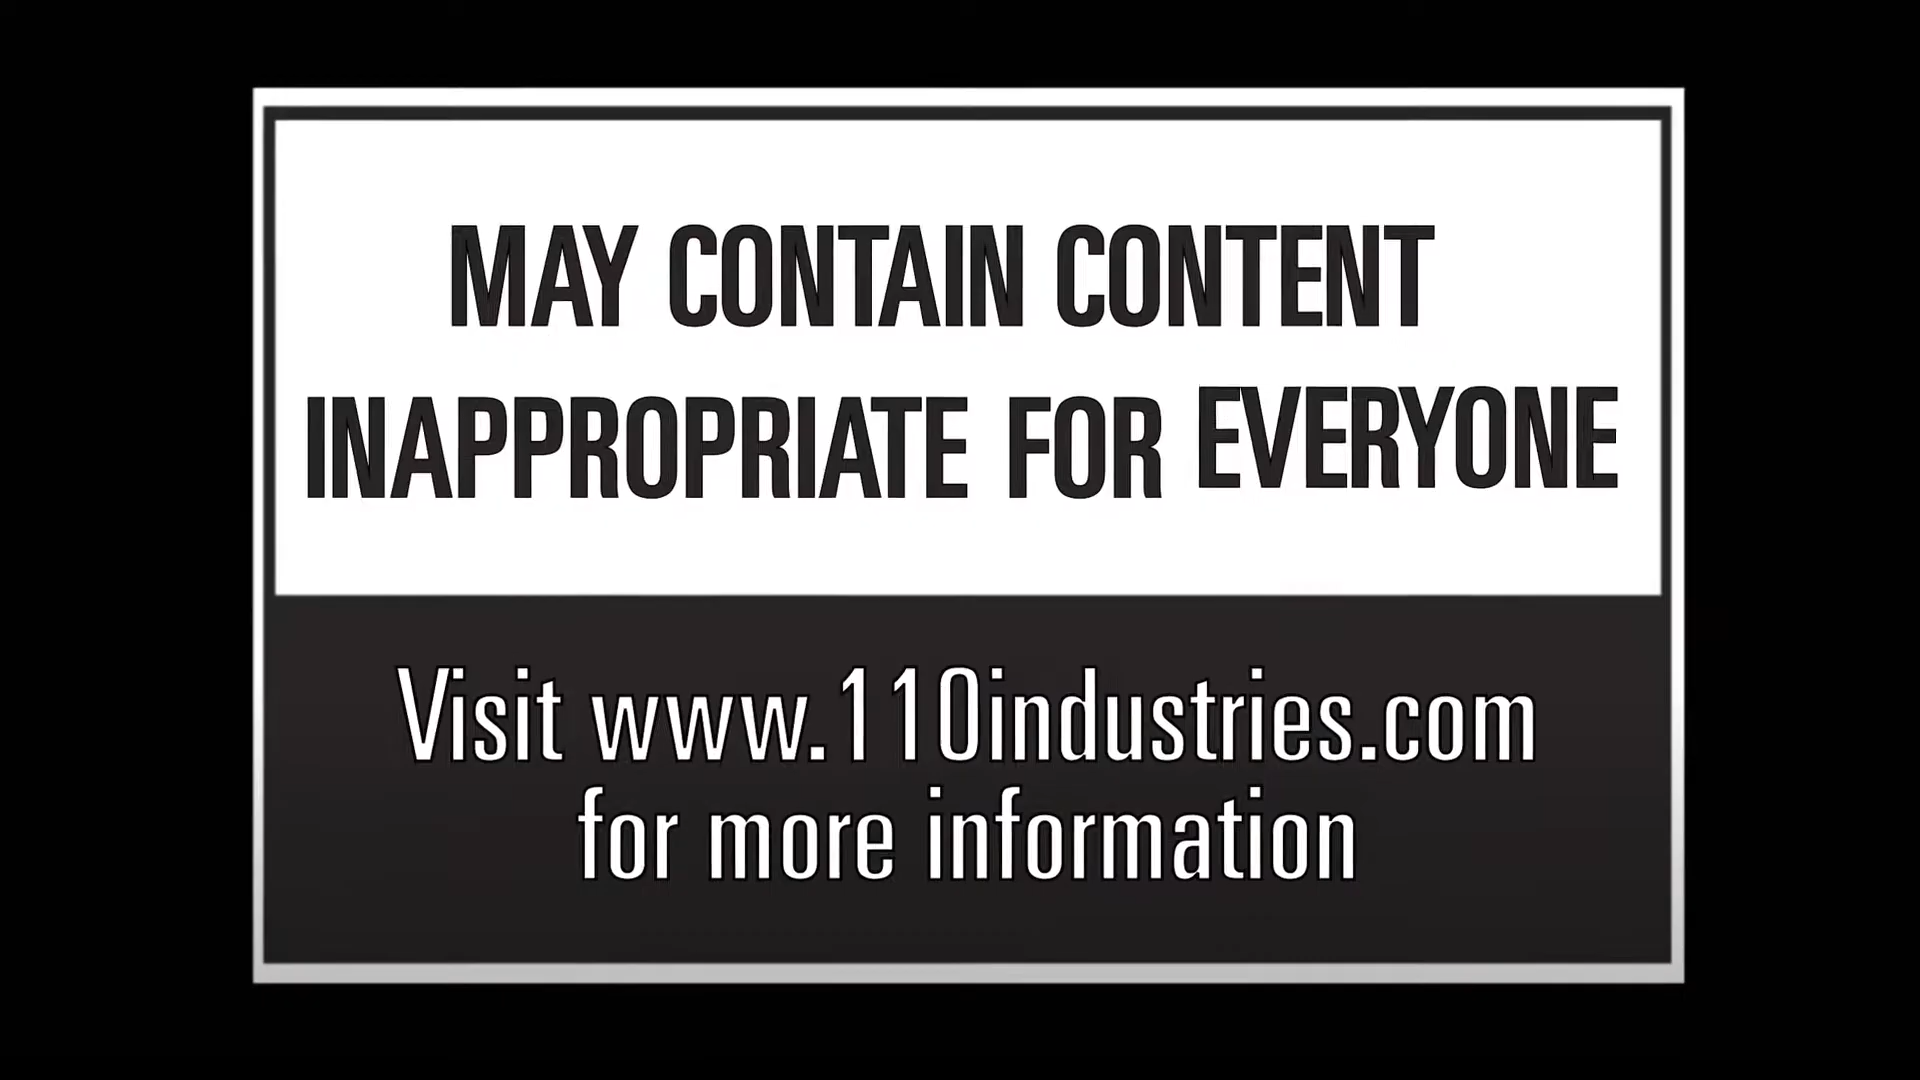 MAY CONTAIN CONTENT
INAPPROPRIATE FOR EVERYONE
Visit www.110industries.com
for more information